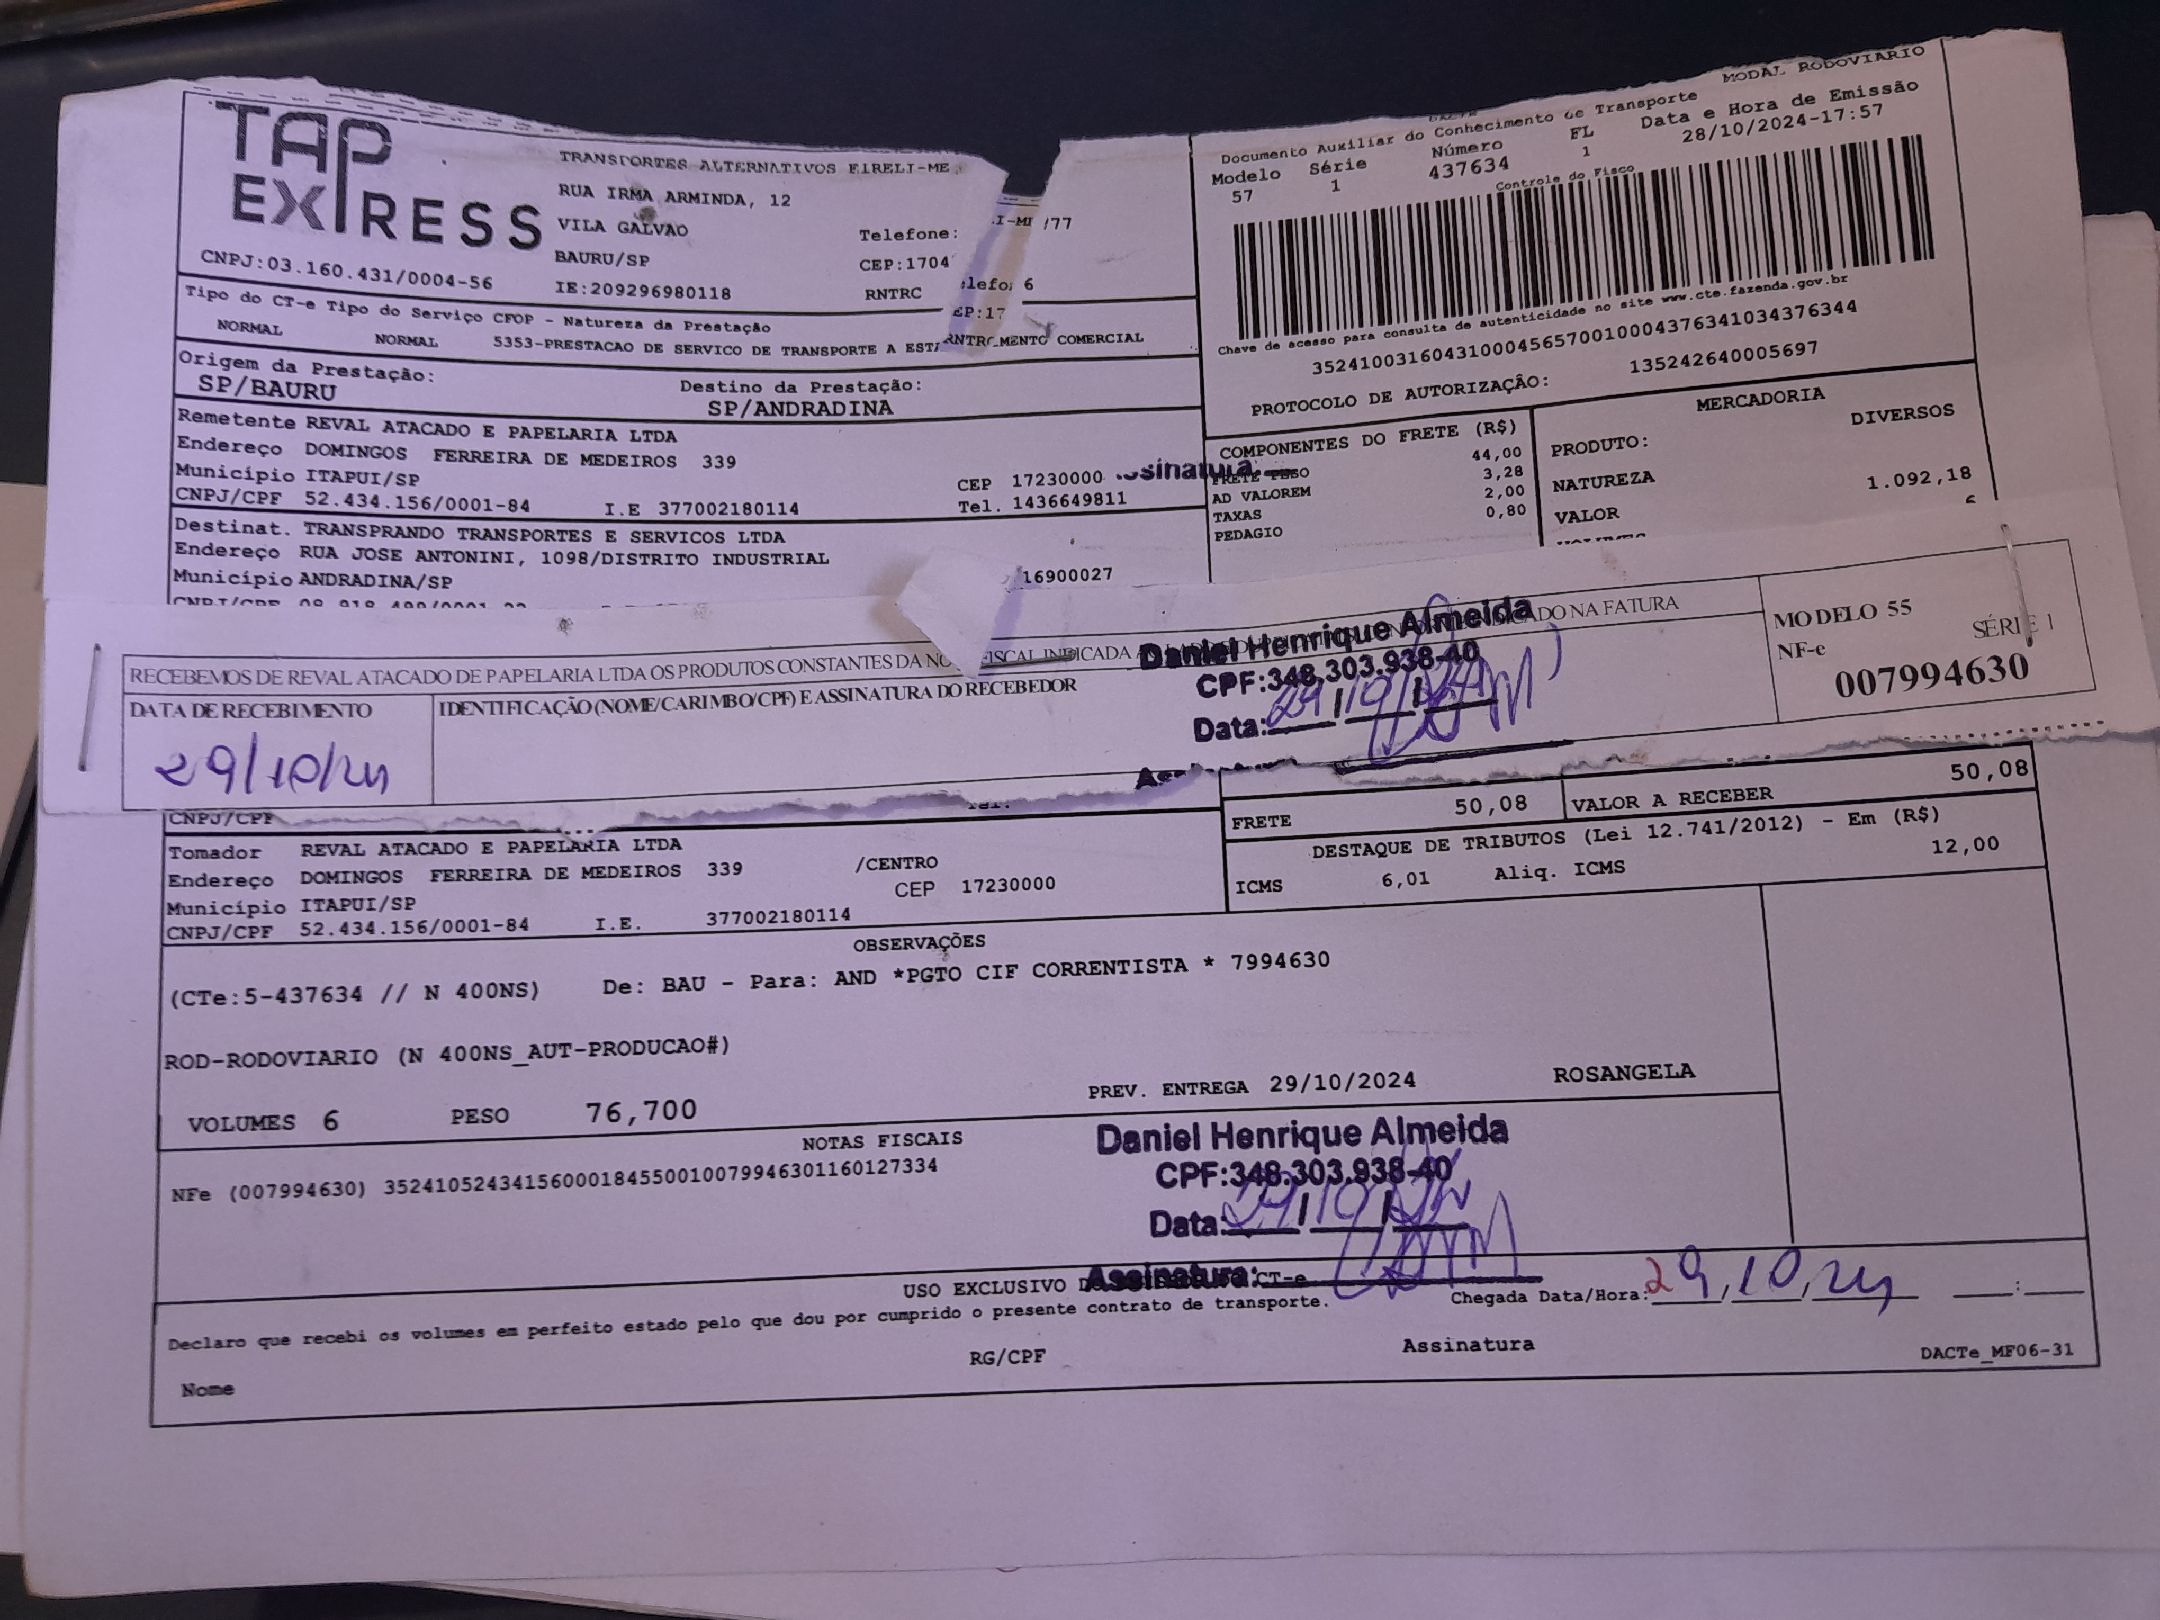 TAP
EXPRESS
CNPJ:03.160.431/0004-56
TRANSPORTES ALTERNATIVOS EIRELI-ME
RUA IRMA ARMINDA, 12
VILA GALVAO
Telefone:
BAURU/SP
CEP:1704
IE:209296980118
RNTRC
Tipo do CT-e Tipo do Serviço CFOP - Natureza da Prestação
NORMAL NORMAL 5353-PRESTACAO DE SERVICO DE TRANSPORTE A EST
MENTO COMERCIAL
Origem da Prestação:
SP/BAURU
Destino da Prestação:
SP/ANDRADINA
Remetente REVAL ATACADO E PAPELARIA LTDA
Endereço DOMINGOS FERREIRA DE MEDEIROS 339
Município ITAPUI/SP CEP 17230000
CNPJ/CPF 52.434.156/0001-84 I.E 377002180114 Tel. 1436649811
Destinat. TRANSPRANDO TRANSPORTES E SERVICOS LTDA
Endereço RUA JOSE ANTONINI, 1098/DISTRITO INDUSTRIAL
Município ANDRADINA/SP 16900027
MODAL RODOVIARIO
Documento Auxiliar do Conhecimento de Transporte
Modelo Série Número FL Data e Hora de Emissão
57 1 437634 1 28/10/2024-17:57
Controle do Fisco
Chave de acesso para consulta de autenticidade no site www.cte.fazenda.gov.br
35241003160431000456570010004376341034376344
PROTOCOLO DE AUTORIZAÇÃO: 135242640005697
COMPONENTES DO FRETE (R$)
FRETE PESO 44,00
AD VALOREM 3,28
TAXAS 2,00
PEDAGIO 0,80
MERCADORIA
PRODUTO: DIVERSOS
NATUREZA
VALOR 1.092,18
RECEBEMOS DE REVAL ATACADO DE PAPELARIA LTDA OS PRODUTOS CONSTANTES DA NO FISCAL INDICADA
INDICADO NA FATURA
DATA DE RECEBIMENTO
29/10/24
IDENTIFICAÇÃO (NOME/CARIMBO/CPF) E ASSINATURA DO RECEBEDOR
Daniel Henrique Almeida
CPF:348.303.938-40
Data: 29/10/24
MODELO 55
SÉRIE 1
NF-e
007994630
CNPJ/CPF
FRETE 50,08 VALOR A RECEBER 50,08
DESTAQUE DE TRIBUTOS (Lei 12.741/2012) - Em (R$)
ICMS 6,01 Aliq. ICMS 12,00
Tomador REVAL ATACADO E PAPELARIA LTDA
Endereço DOMINGOS FERREIRA DE MEDEIROS 339 /CENTRO
Município ITAPUI/SP CEP 17230000
CNPJ/CPF 52.434.156/0001-84 I.E. 377002180114
OBSERVAÇÕES
(CTe:5-437634 // N 400NS) De: BAU - Para: AND *PGTO CIF CORRENTISTA * 7994630
ROD-RODOVIARIO (N 400NS_AUT-PRODUCAO#)
PREV. ENTREGA 29/10/2024 ROSANGELA
VOLUMES 6 PESO 76,700
NOTAS FISCAIS
NFe (007994630) 35241052434156000184550010079946301160127334
Daniel Henrique Almeida
CPF:348.303.938-40
Data: 29/10/24
Assinatura:
USO EXCLUSIVO DO CT-e
Declaro que recebi os volumes em perfeito estado pelo que dou por cumprido o presente contrato de transporte.
Chegada Data/Hora: 29,10,24 :
Nome RG/CPF Assinatura
DACTe_MF06-31